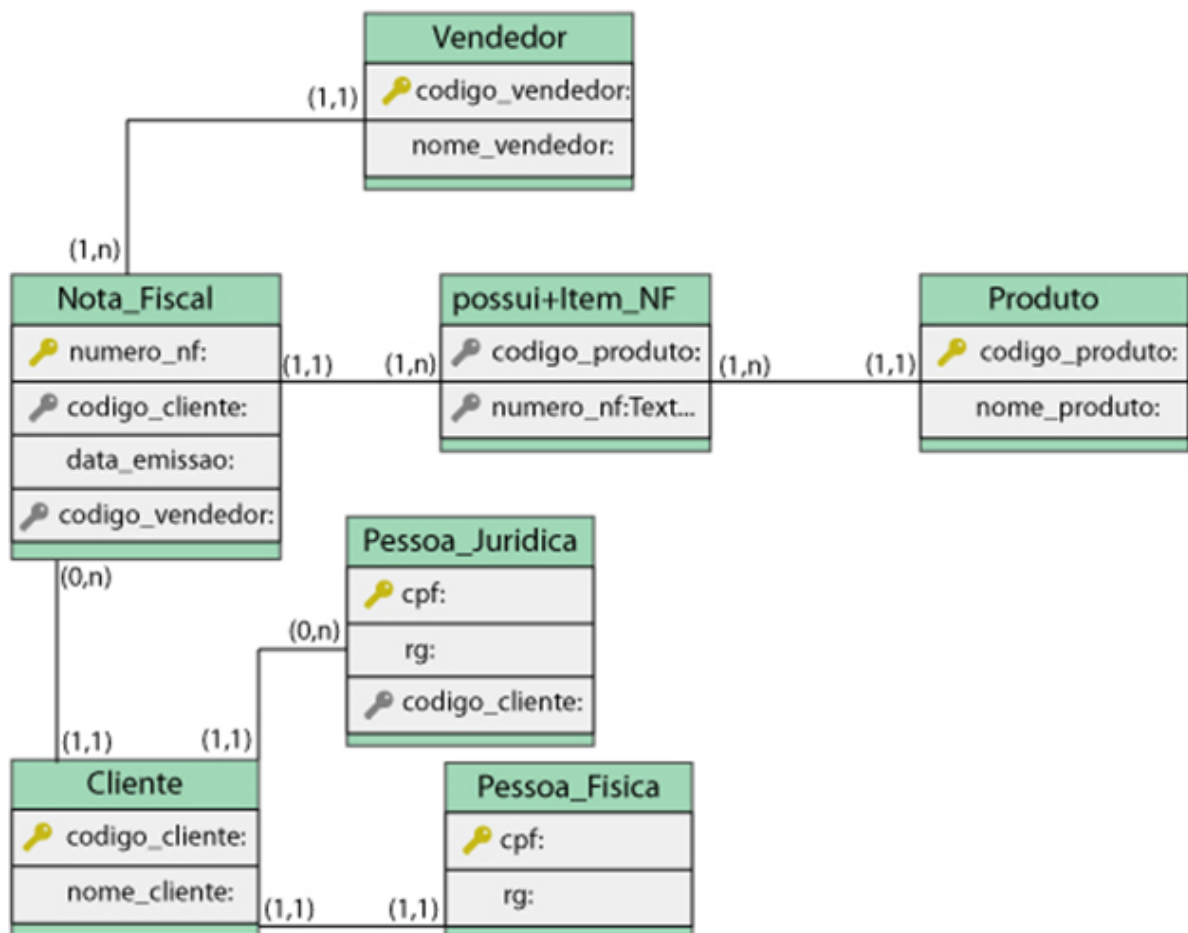 Vendedor
(1,1)
codigo_vendedor:
nome_vendedor:
(1,n)
Nota_Fiscal
numero_nf:
codigo_cliente:
data_emissao:
codigo_vendedor:
(1,1)
(1,n)
possui+Item_NF
codigo_produto:
numero_nf:Text...
(1,n)
(1,1)
Produto
codigo_produto:
nome_produto:
(0,n)
(1,1)
Pessoa_Juridica
cpf:
rg:
codigo_cliente:
(0,n)
(1,1)
Cliente
codigo_cliente:
nome_cliente:
(1,1)
(1,1)
Pessoa_Fisica
cpf:
rg: